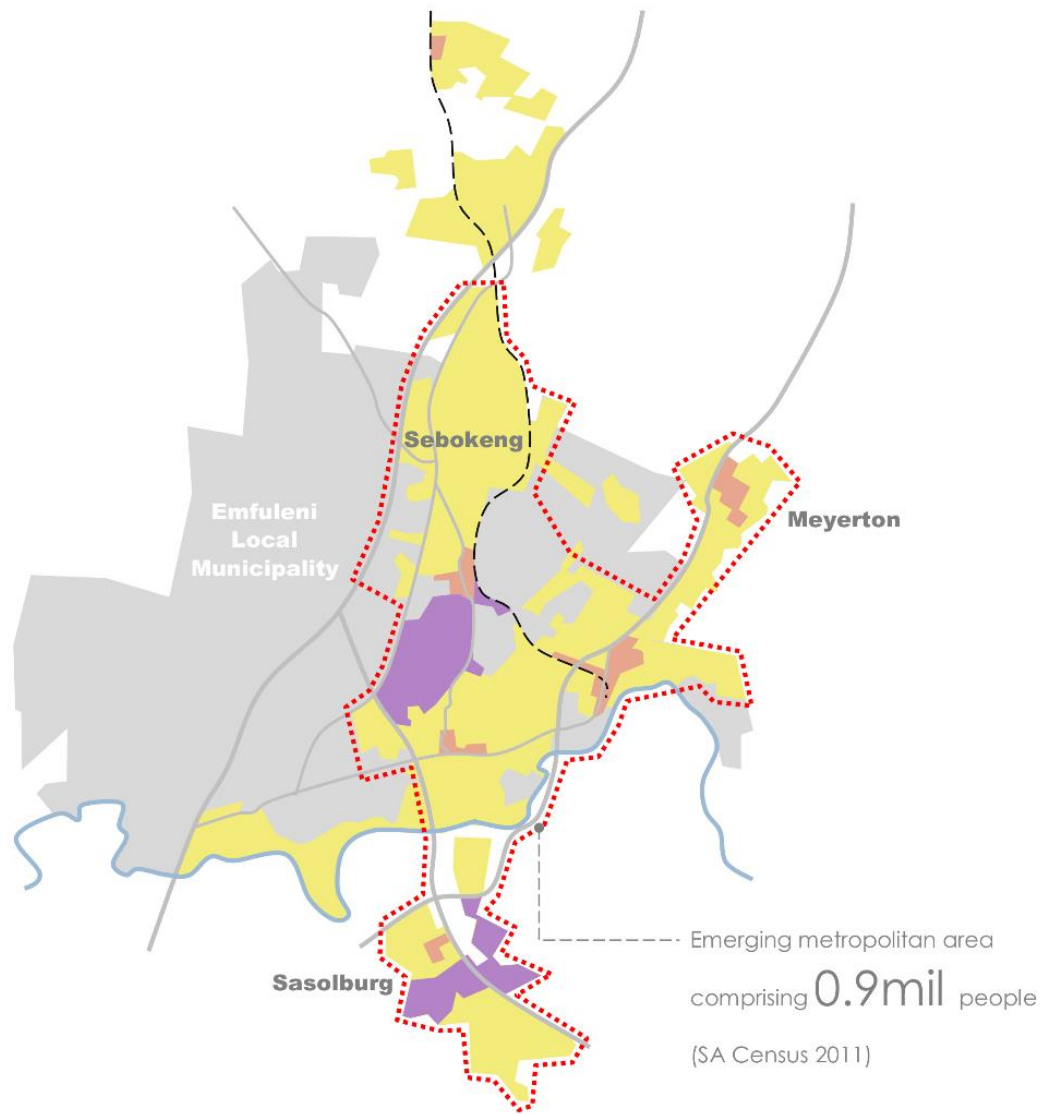 Sebokeng
Emfuleni
Local
Municipality
Meyerton
Sasolburg
Emerging metropolitan area
comprising 0.9mil people
(SA Census 2011)